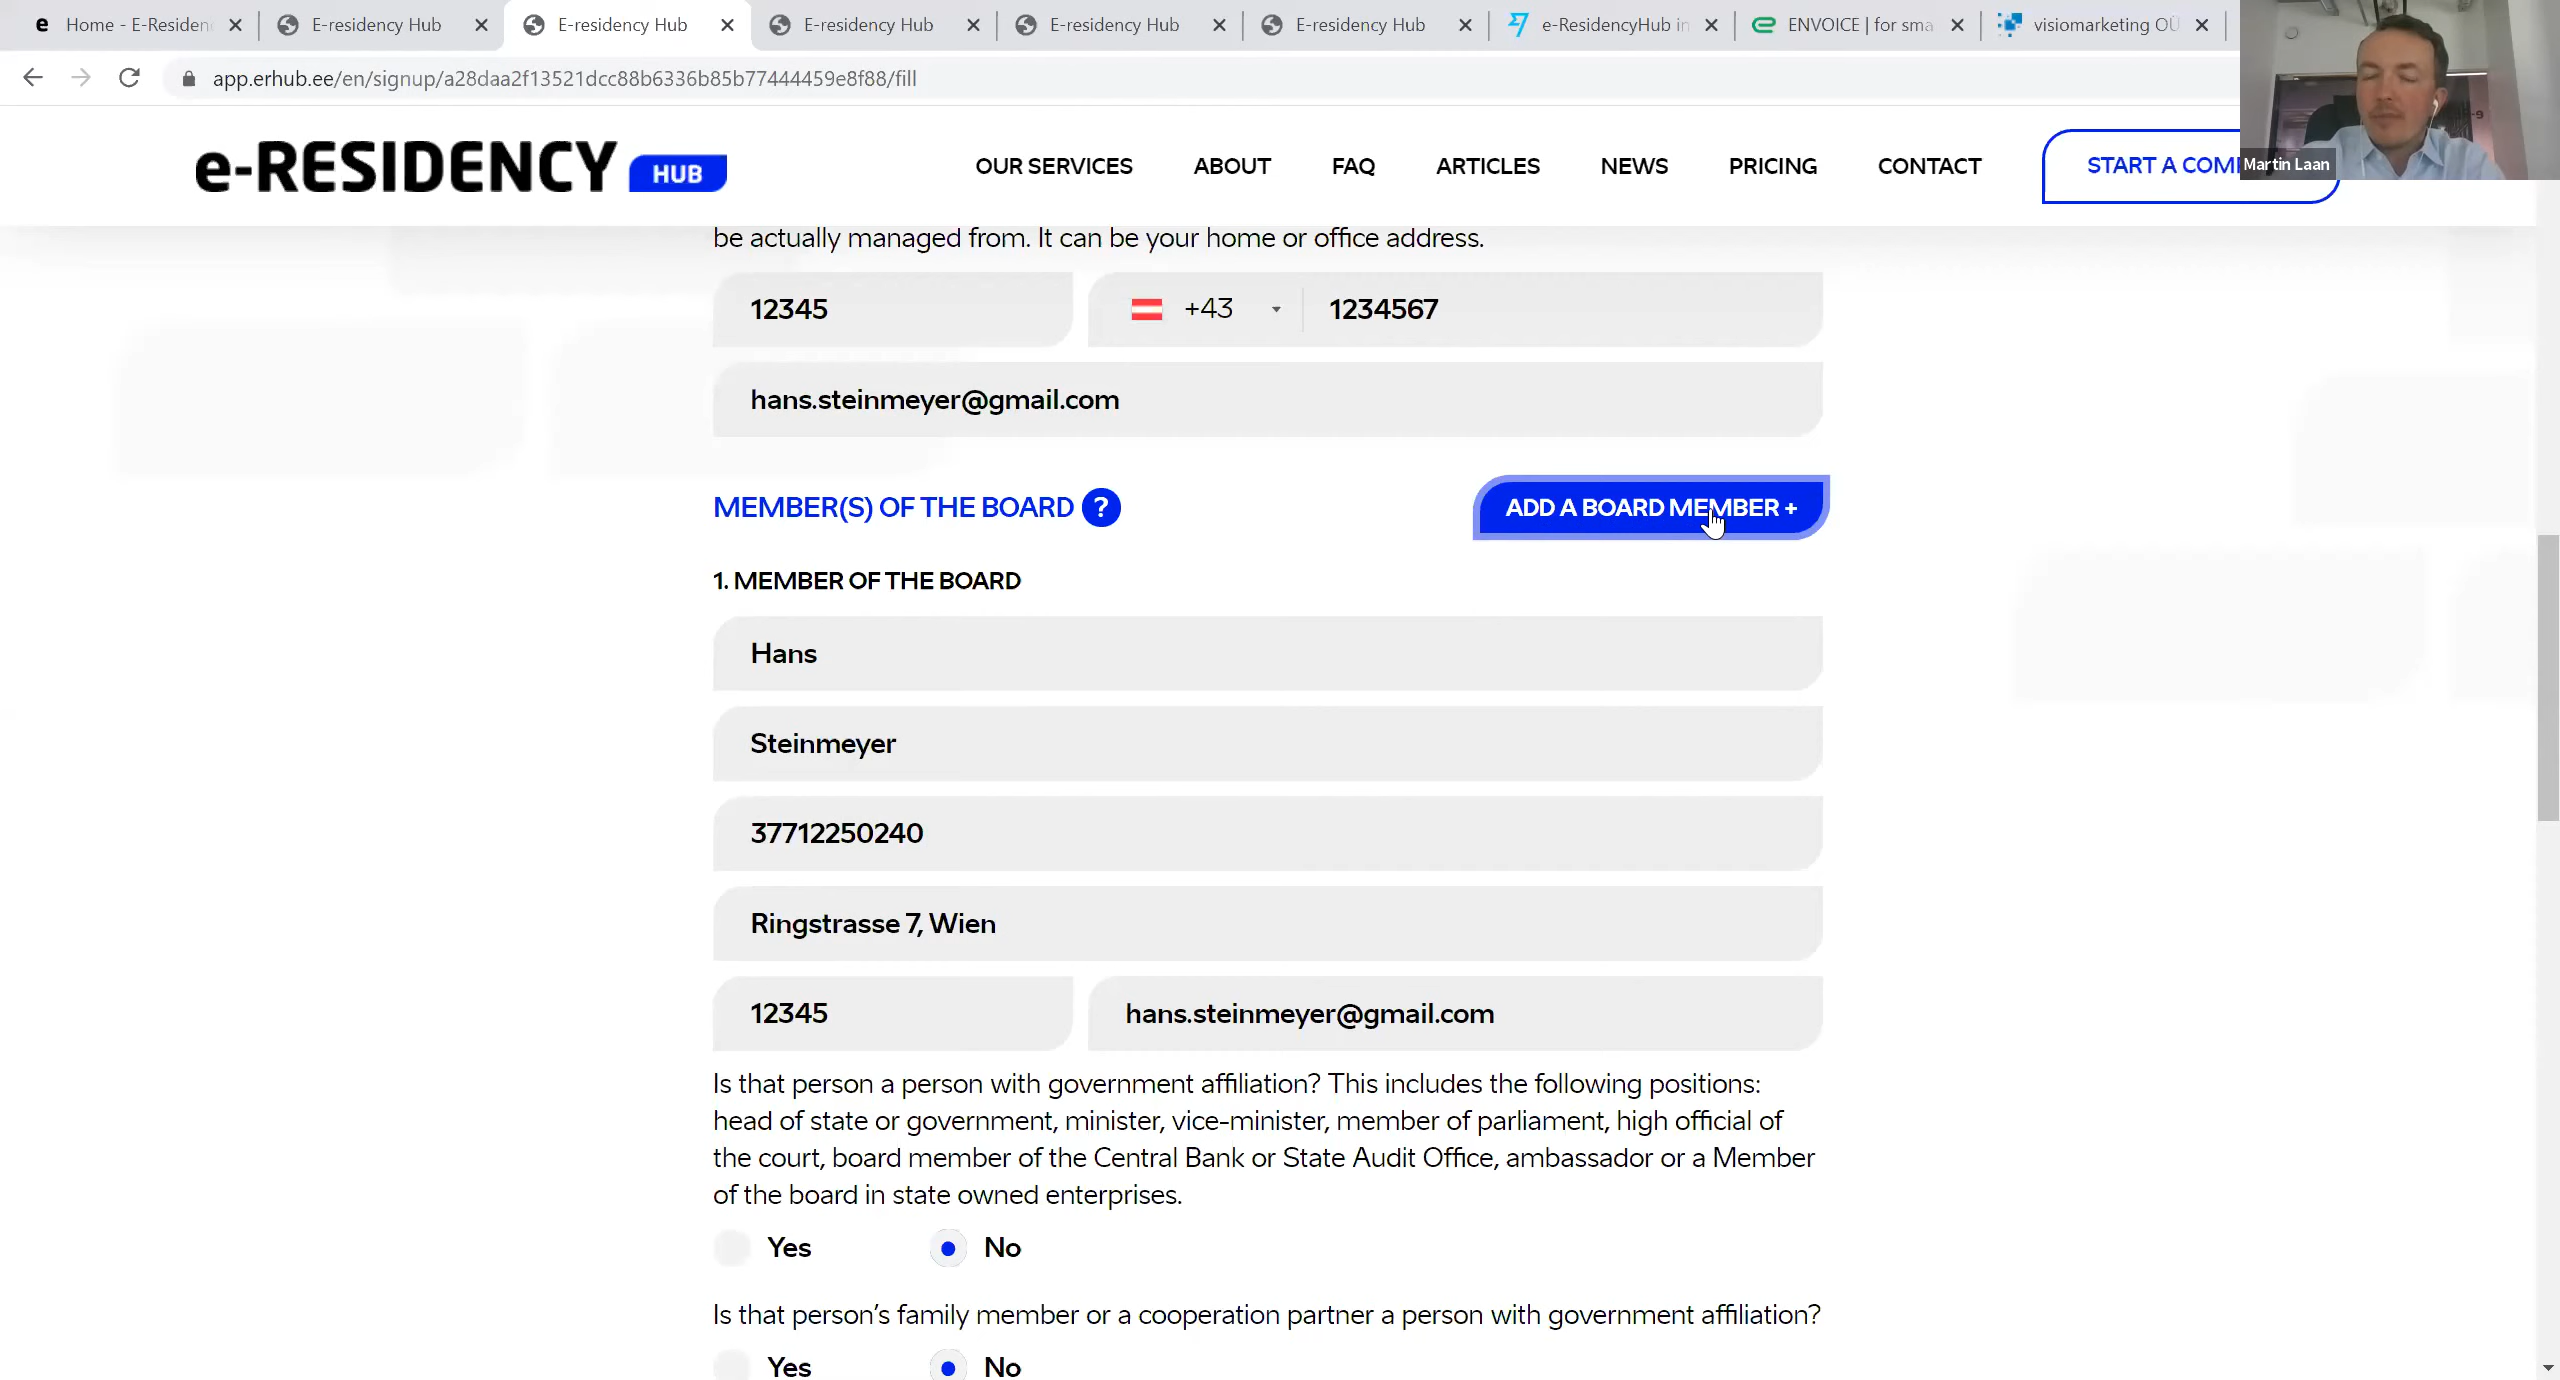 Home - E-Residen
E-residency Hub
E-residency Hub
E-residency Hub
E-residency Hub
E-residency Hub
e-ResidencyHub in
ENVOICE | for sma
visiomarketing OÜ
app.erhub.ee/en/signup/a28daa2f13521dcc88b6336b85b77444459e8f88/fill
e-RESIDENCY HUB
OUR SERVICES
ABOUT
FAQ
ARTICLES
NEWS
PRICING
CONTACT
START A COM
Martin Laan
be actually managed from. It can be your home or office address.
12345
+43
1234567
hans.steinmeyer@gmail.com
MEMBER(S) OF THE BOARD ?
ADD A BOARD MEMBER +
1. MEMBER OF THE BOARD
Hans
Steinmeyer
37712250240
Ringstrasse 7, Wien
12345
hans.steinmeyer@gmail.com
Is that person a person with government affiliation? This includes the following positions:
head of state or government, minister, vice-minister, member of parliament, high official of
the court, board member of the Central Bank or State Audit Office, ambassador or a Member
of the board in state owned enterprises.
Yes
No
Is that person's family member or a cooperation partner a person with government affiliation?
Yes
No